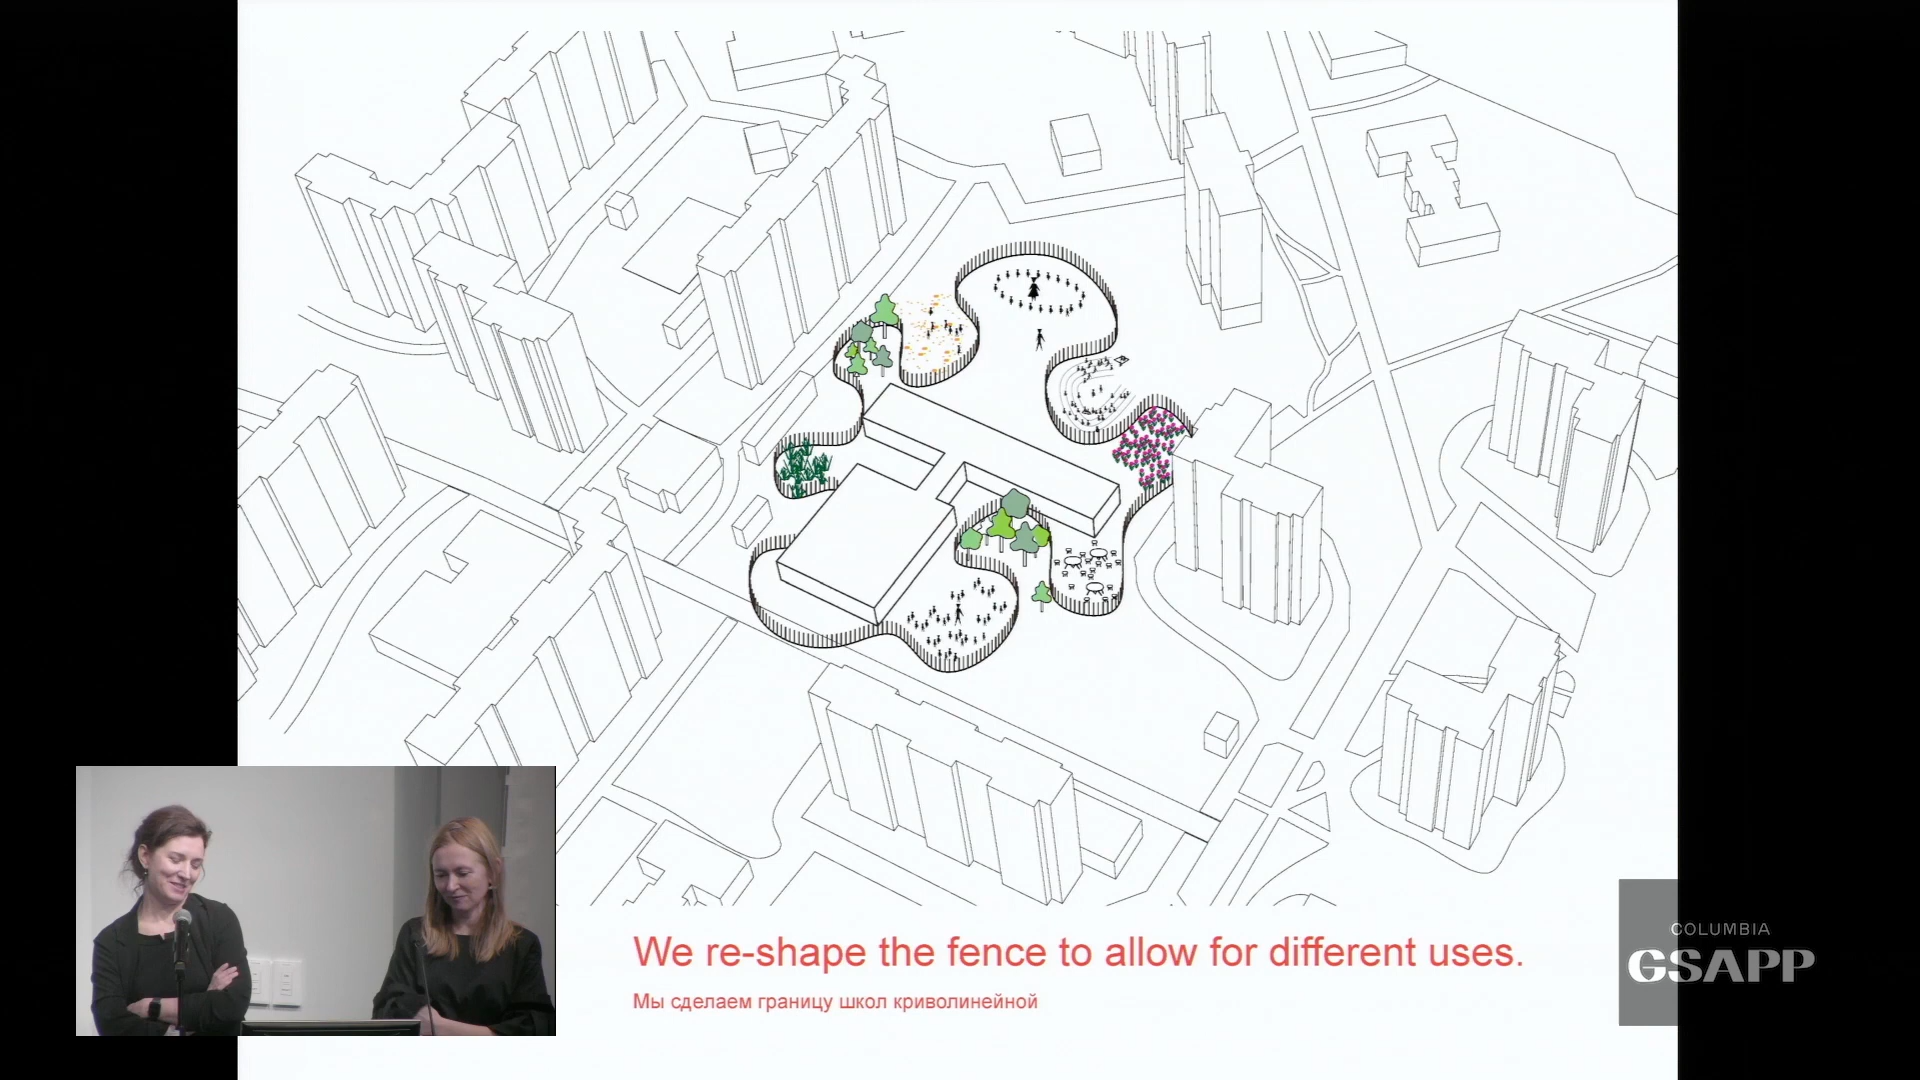 We re-shape the fence to allow for different uses.
Мы сделаем границу школ криволинейной
COLUMBIA
GSAPP